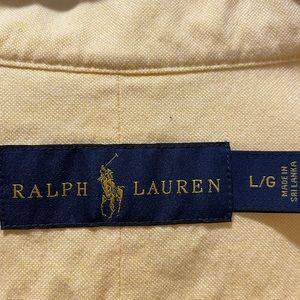 RALPH LAUREN
L/G
MADE IN
SRI LANKA